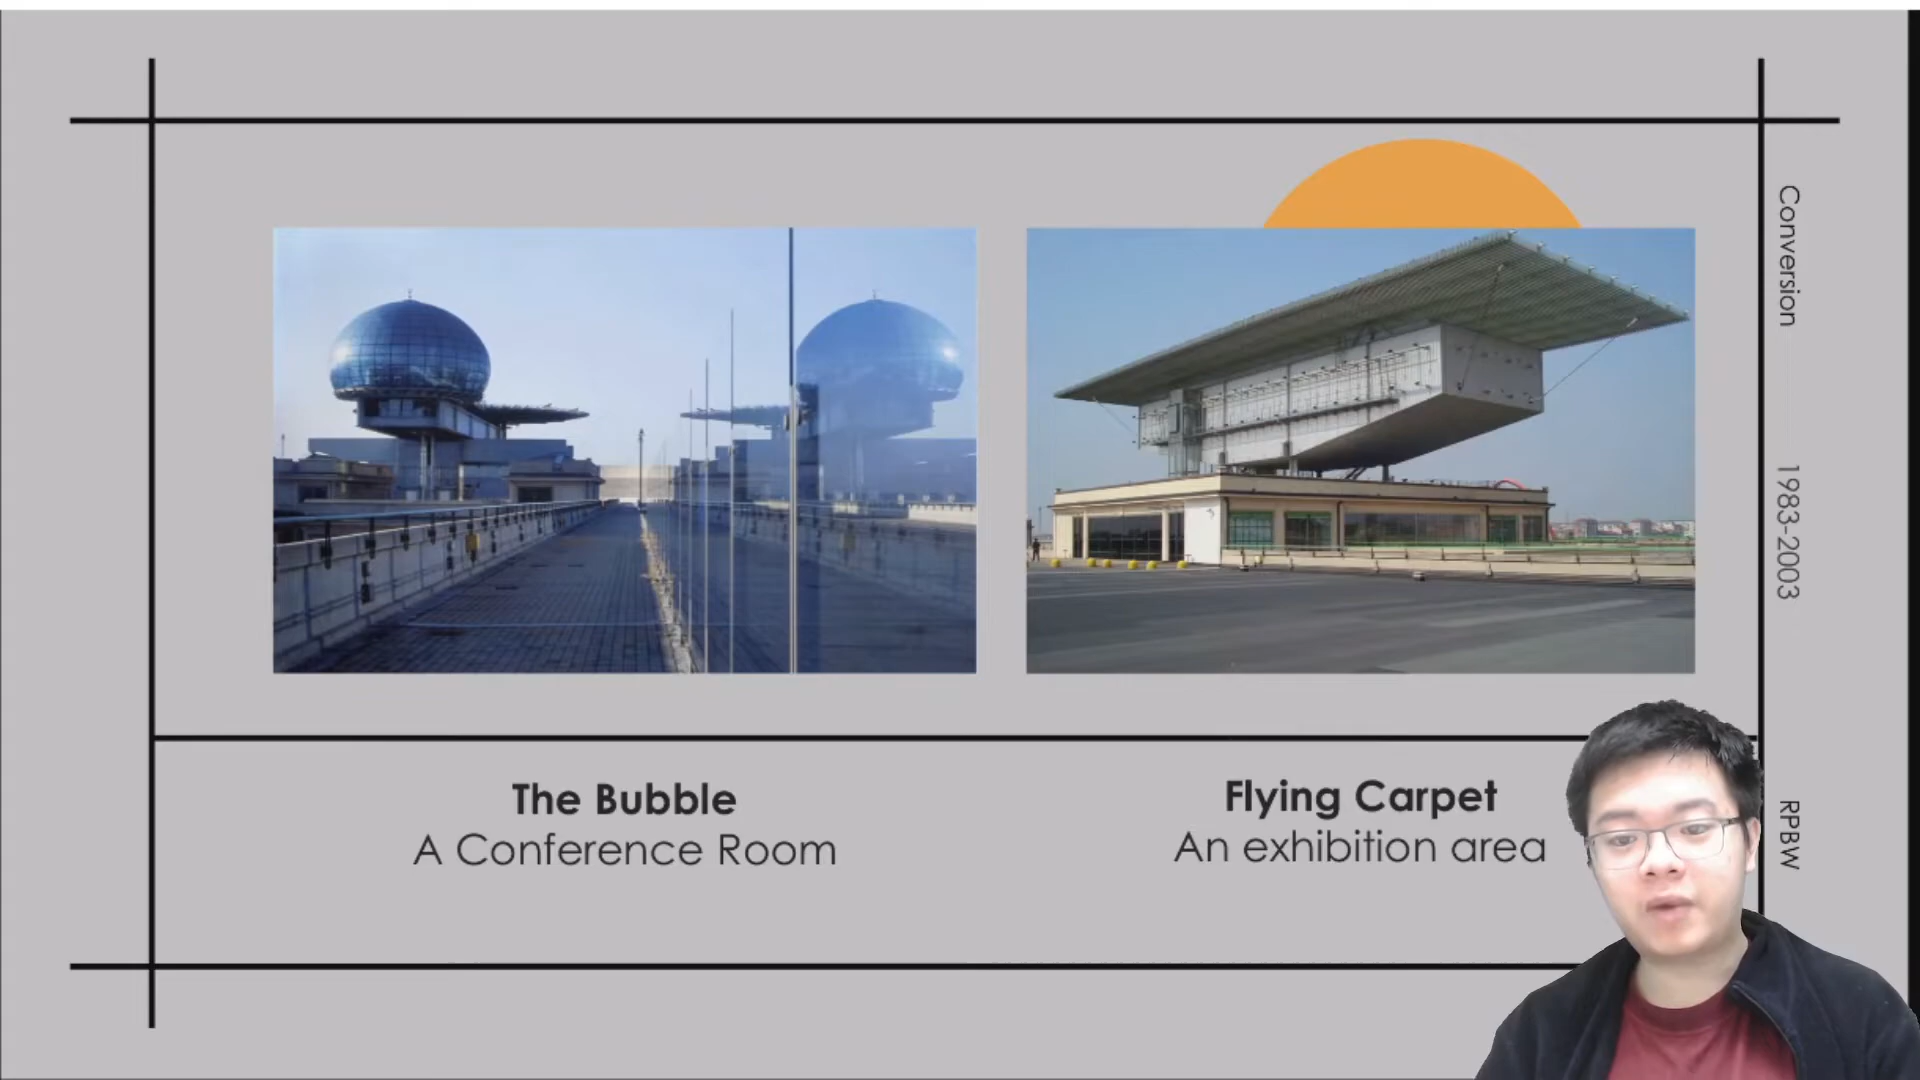 The Bubble
A Conference Room
Flying Carpet
An exhibition area
Conversion
1983-2003
RPBW